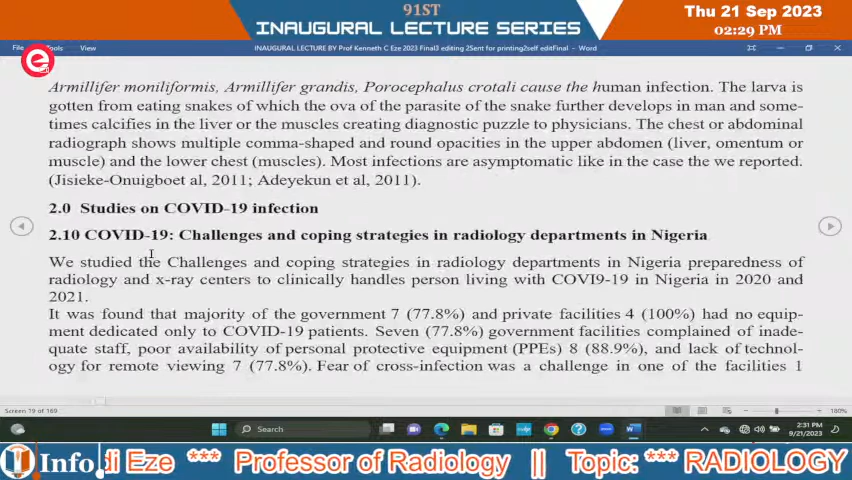 91ST
INAUGURAL LECTURE SERIES
Thu 21 Sep 2023
02:29 PM
File Tools View
INAUGURAL LECTURE BY Prof Kenneth C Eze 2023 Final3 editing 2Sent for printing2self editFinal - Word
Armillifer moniliformis, Armillifer grandis, Porocephalus crotali cause the human infection. The larva is
gotten from eating snakes of which the ova of the parasite of the snake further develops in man and some-
times calcifies in the liver or the muscles creating diagnostic puzzle to physicians. The chest or abdominal
radiograph shows multiple comma-shaped and round opacities in the upper abdomen (liver, omentum or
muscle) and the lower chest (muscles). Most infections are asymptomatic like in the case the we reported.
(Jisieke-Onuigboet al, 2011; Adeyekun et al, 2011).
2.0 Studies on COVID-19 infection
2.10 COVID-19: Challenges and coping strategies in radiology departments in Nigeria
We studied the Challenges and coping strategies in radiology departments in Nigeria preparedness of
radiology and x-ray centers to clinically handles person living with COVI9-19 in Nigeria in 2020 and
2021.
It was found that majority of the government 7 (77.8%) and private facilities 4 (100%) had no equip-
ment dedicated only to COVID-19 patients. Seven (77.8%) government facilities complained of inade-
quate staff, poor availability of personal protective equipment (PPEs) 8 (88.9%), and lack of technol-
ogy for remote viewing 7 (77.8%). Fear of cross-infection was a challenge in one of the facilities 1
Screen 19 of 169
160%
Search
2:31 PM
9/21/2023
Info
di Eze *** Professor of Radiology || Topic: *** RADIOLOGY